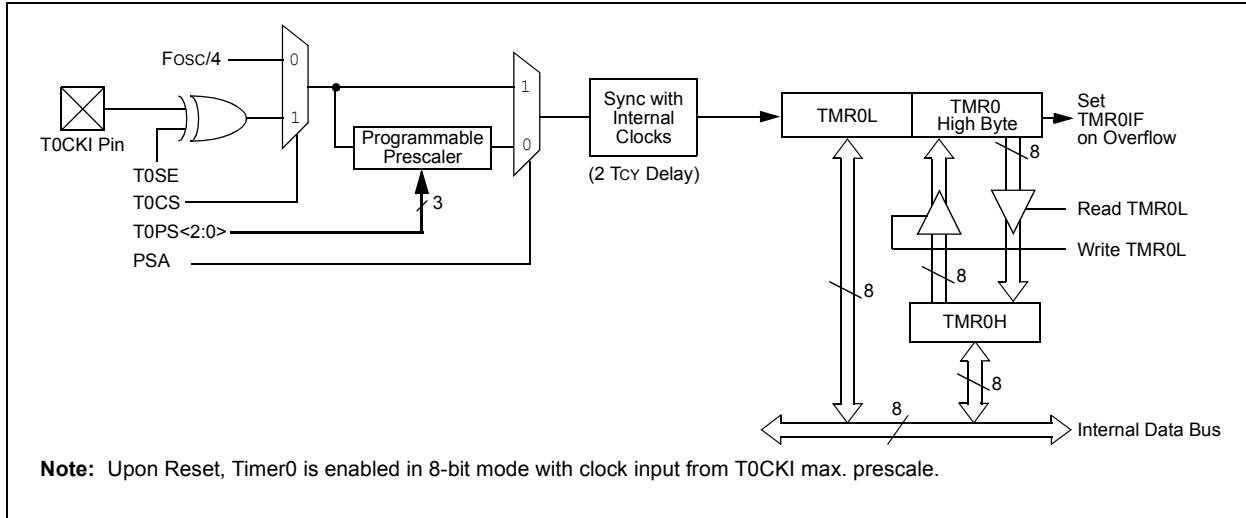 FOSC/4
0
1
T0CKI Pin
T0SE
T0CS
T0PS<2:0>
PSA
Programmable
Prescaler
3
1
0
Sync with
Internal
Clocks
(2 TCY Delay)
TMR0L
TMR0
High Byte
Set
TMR0IF
on Overflow
8
Read TMR0L
Write TMR0L
8
8
TMR0H
8
8
Internal Data Bus
Note: Upon Reset, Timer0 is enabled in 8-bit mode with clock input from T0CKI max. prescale.